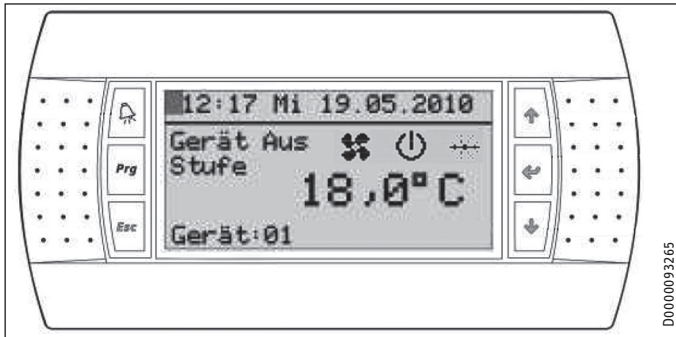 12:17 Mi 19.05.2010
Gerät Aus
Stufe
18,0°C
Gerät:01
Prg
Esc
D0000093265